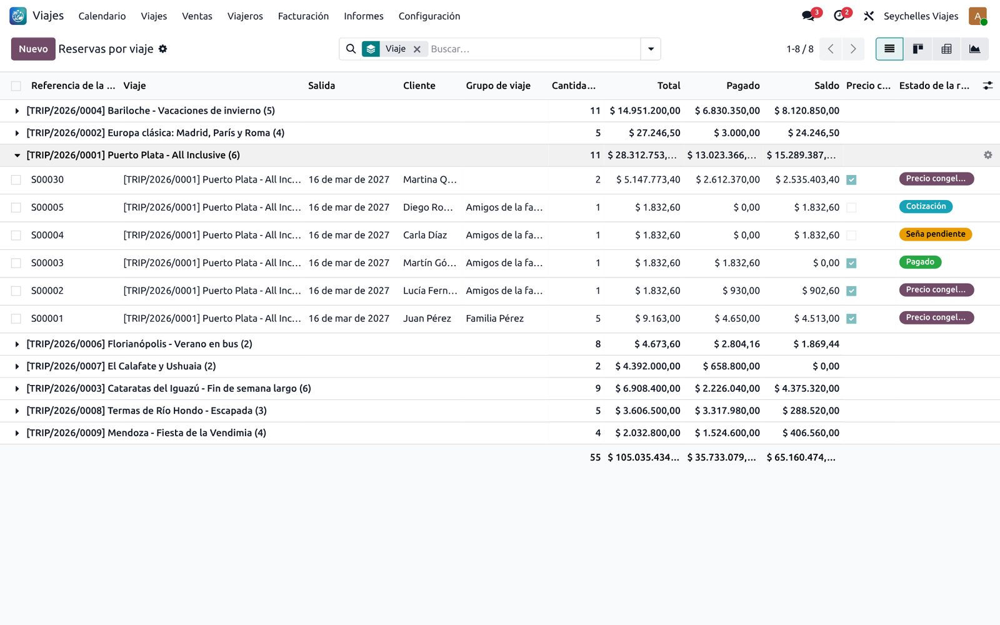 Viajes Calendario Viajes Ventas Viajeros Facturación Informes Configuración 3 2 Seychelles Viajes A
Nuevo Reservas por viaje Viaje Buscar... 1-8 / 8
Referencia de la ... Viaje Salida Cliente Grupo de viaje Cantida... Total Pagado Saldo Precio c... Estado de la r...
[TRIP/2026/0004] Bariloche - Vacaciones de invierno (5) 11 $ 14.951.200,00 $ 6.830.350,00 $ 8.120.850,00
[TRIP/2026/0002] Europa clásica: Madrid, París y Roma (4) 5 $ 27.246,50 $ 3.000,00 $ 24.246,50
[TRIP/2026/0001] Puerto Plata - All Inclusive (6) 11 $ 28.312.753,... $ 13.023.366,... $ 15.289.387,...
S00030 [TRIP/2026/0001] Puerto Plata - All Inc... 16 de mar de 2027 Martina Q... 2 $ 5.147.773,40 $ 2.612.370,00 $ 2.535.403,40 Precio congel...
S00005 [TRIP/2026/0001] Puerto Plata - All Inc... 16 de mar de 2027 Diego Ro... Amigos de la fa... 1 $ 1.832,60 $ 0,00 $ 1.832,60 Cotización
S00004 [TRIP/2026/0001] Puerto Plata - All Inc... 16 de mar de 2027 Carla Díaz Amigos de la fa... 1 $ 1.832,60 $ 0,00 $ 1.832,60 Seña pendiente
S00003 [TRIP/2026/0001] Puerto Plata - All Inc... 16 de mar de 2027 Martín Gó... Amigos de la fa... 1 $ 1.832,60 $ 1.832,60 $ 0,00 Pagado
S00002 [TRIP/2026/0001] Puerto Plata - All Inc... 16 de mar de 2027 Lucía Fern... Amigos de la fa... 1 $ 1.832,60 $ 930,00 $ 902,60 Precio congel...
S00001 [TRIP/2026/0001] Puerto Plata - All Inc... 16 de mar de 2027 Juan Pérez Familia Pérez 5 $ 9.163,00 $ 4.650,00 $ 4.513,00 Precio congel...
[TRIP/2026/0006] Florianópolis - Verano en bus (2) 8 $ 4.673,60 $ 2.804,16 $ 1.869,44
[TRIP/2026/0007] El Calafate y Ushuaia (2) 2 $ 4.392.000,00 $ 658.800,00 $ 0,00
[TRIP/2026/0003] Cataratas del Iguazú - Fin de semana largo (6) 9 $ 6.908.400,00 $ 2.226.040,00 $ 4.375.320,00
[TRIP/2026/0008] Termas de Río Hondo - Escapada (3) 5 $ 3.606.500,00 $ 3.317.980,00 $ 288.520,00
[TRIP/2026/0009] Mendoza - Fiesta de la Vendimia (4) 4 $ 2.032.800,00 $ 1.524.600,00 $ 406.560,00
55 $ 105.035.434... $ 35.733.079,... $ 65.160.474,...